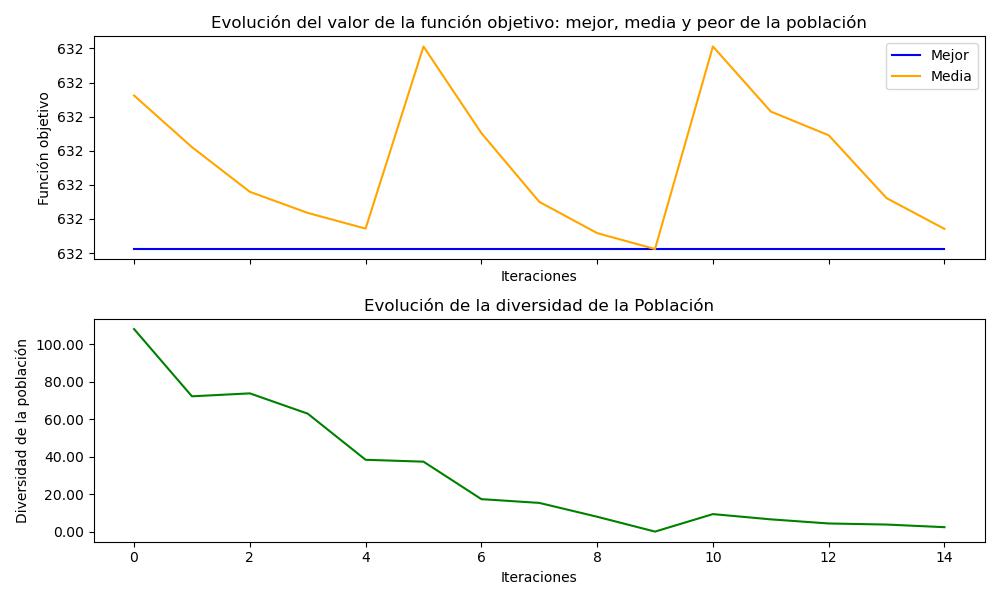 Evolución del valor de la función objetivo: mejor, media y peor de la población
632
632
632
632
632
632
632
Función objetivo
Mejor
Media
Iteraciones
Evolución de la diversidad de la Población
100.00
80.00
60.00
40.00
20.00
0.00
Diversidad de la población
0 2 4 6 8 10 12 14
Iteraciones